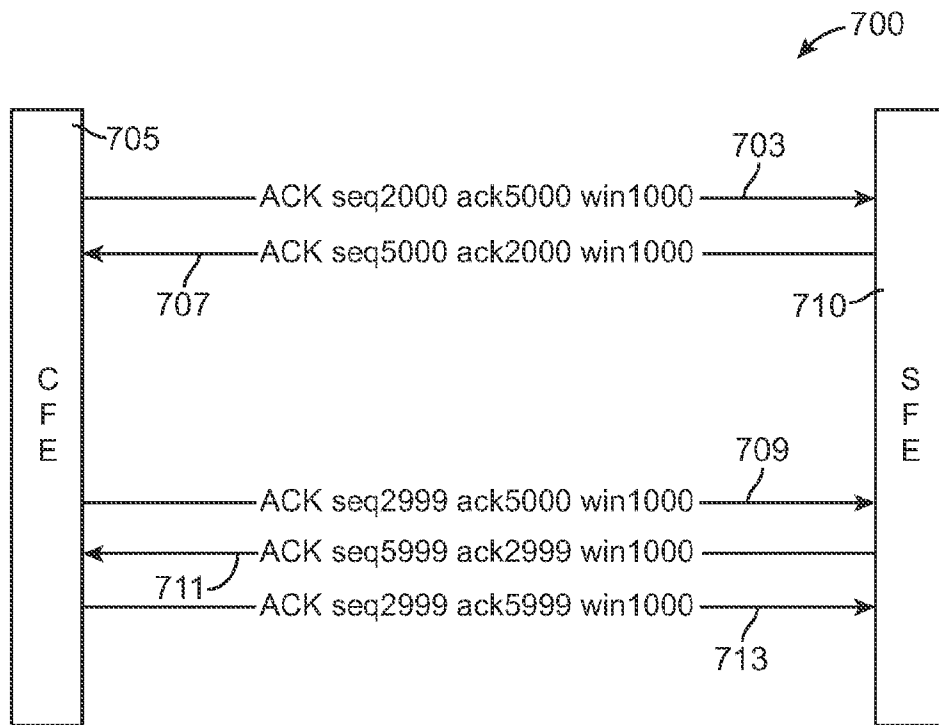 700
705
703
ACK seq2000 ack5000 win1000
ACK seq5000 ack2000 win1000
707
710
C
F
E
S
F
E
709
ACK seq2999 ack5000 win1000
ACK seq5999 ack2999 win1000
711
ACK seq2999 ack5999 win1000
713